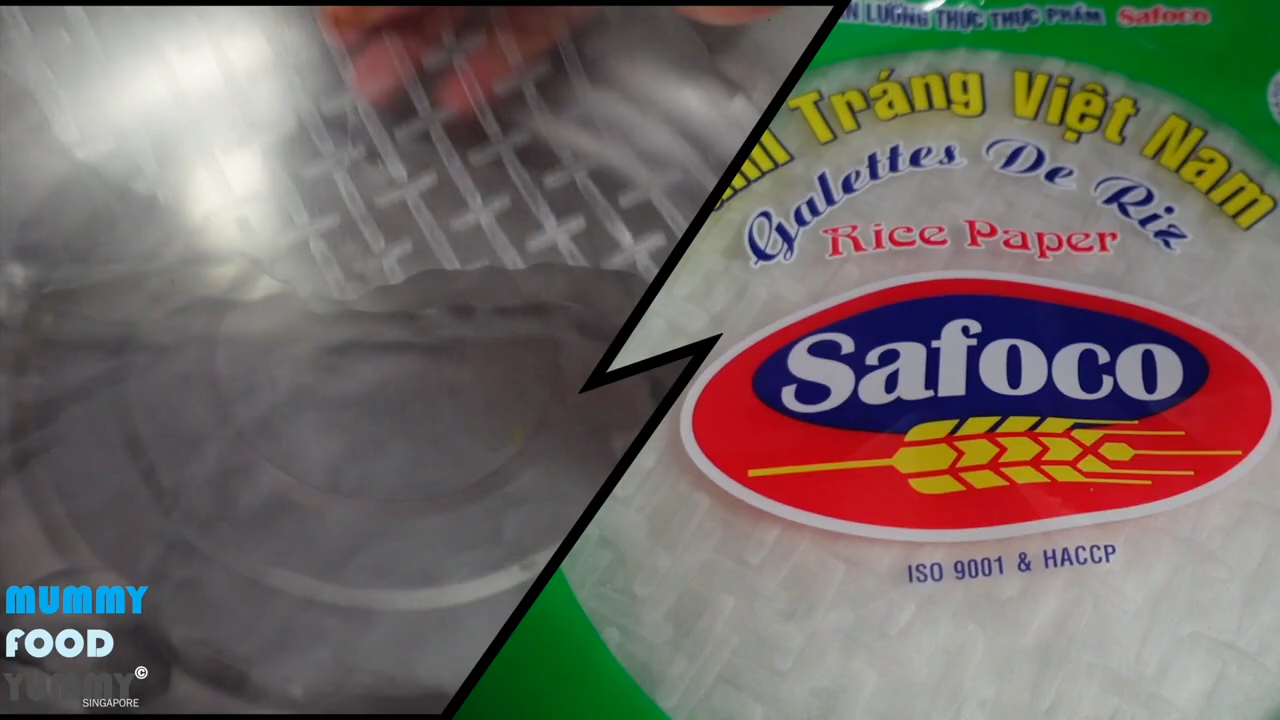 LƯƠNG THỰC THỰC PHẨM Safoco
Tráng Việt Nam
Galettes De Riz
Rice Paper
Safoco
ISO 9001 & HACCP
MUMMY
FOOD
YUMMY ©
SINGAPORE